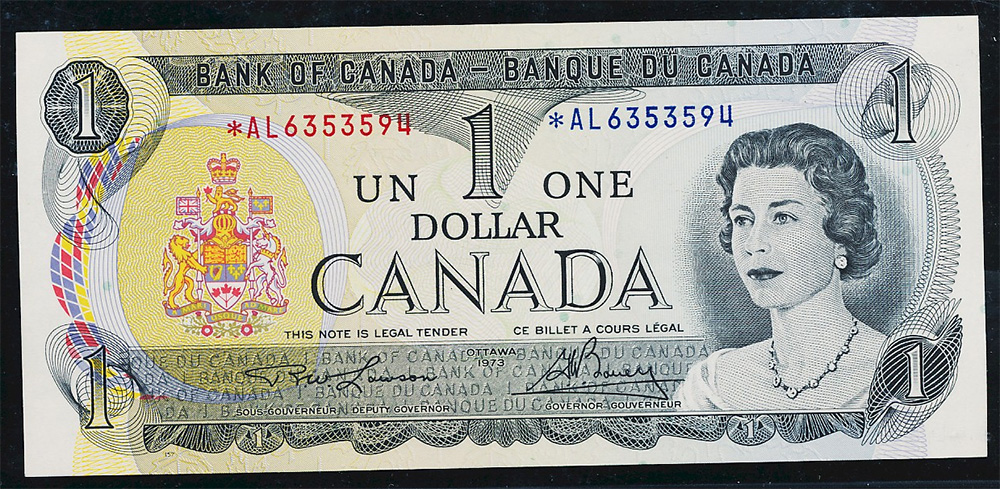 BANK OF CANADA – BANQUE DU CANADA
1 1
*AL6353594 *AL6353594
UN 1 ONE
DOLLAR
CANADA
THIS NOTE IS LEGAL TENDER CE BILLET A COURS LÉGAL
OTTAWA
1973
1 1
SOUS-GOUVERNEUR DEPUTY GOVERNOR GOVERNOR-GOUVERNEUR
1 1